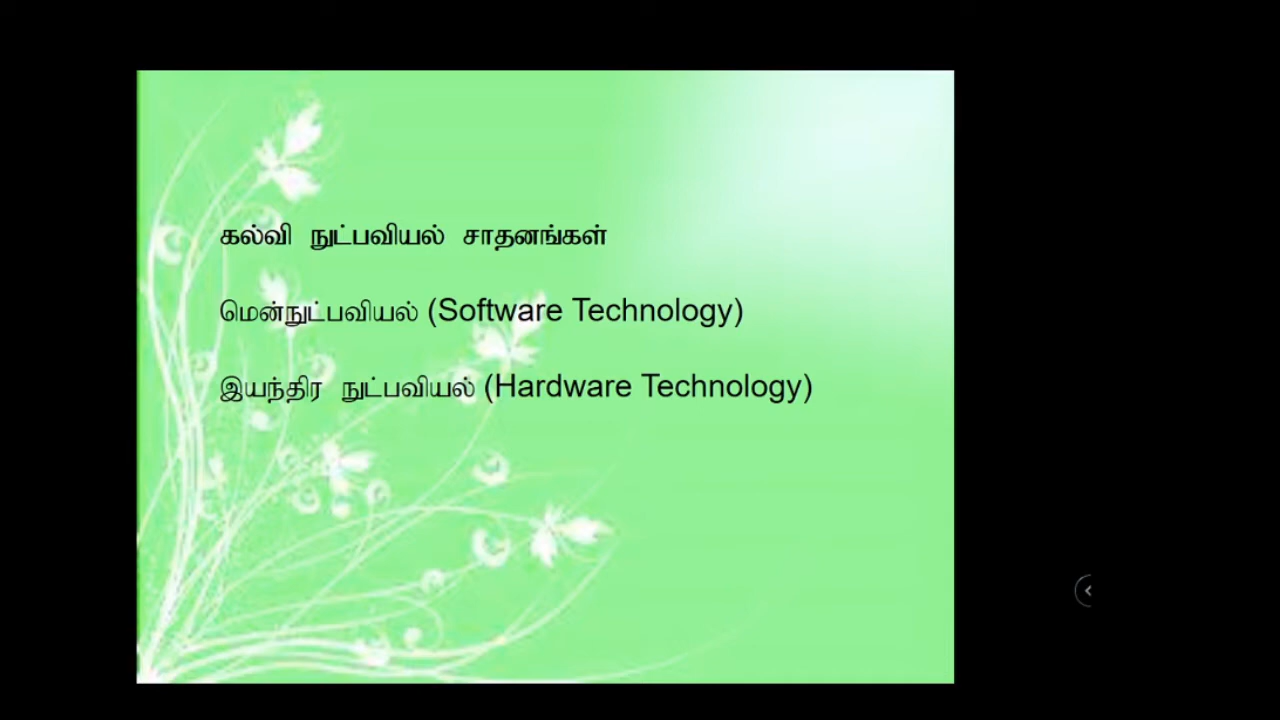 கல்வி நுட்பவியல் சாதனங்கள்
மென்நுட்பவியல் (Software Technology)
இயந்திர நுட்பவியல் (Hardware Technology)